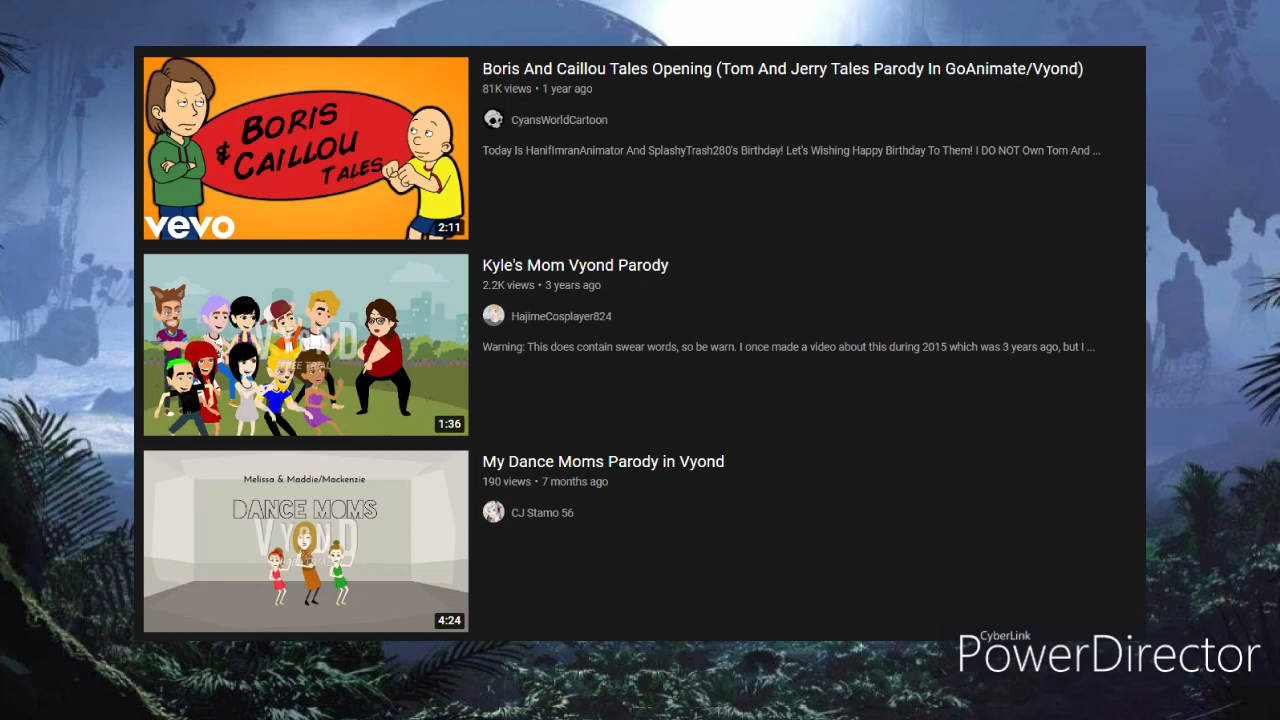 BORIS
&
CAILLOU
TALES
vevo
2:11
Boris And Caillou Tales Opening (Tom And Jerry Tales Parody In GoAnimate/Vyond)
81K views • 1 year ago
CyansWorldCartoon
Today Is HanifImranAnimator And SplashyTrash280's Birthday! Let's Wishing Happy Birthday To Them! I DO NOT Own Tom And ...
VYOND
FREE TRIAL
1:36
Kyle's Mom Vyond Parody
2.2K views • 3 years ago
HajimeCosplayer824
Warning: This does contain swear words, so be warn. I once made a video about this during 2015 which was 3 years ago, but I ...
Melissa & Maddie/Mackenzie
DANCE MOMS
VYOND
4:24
My Dance Moms Parody in Vyond
190 views • 7 months ago
CJ Stamo 56
CyberLink
PowerDirector